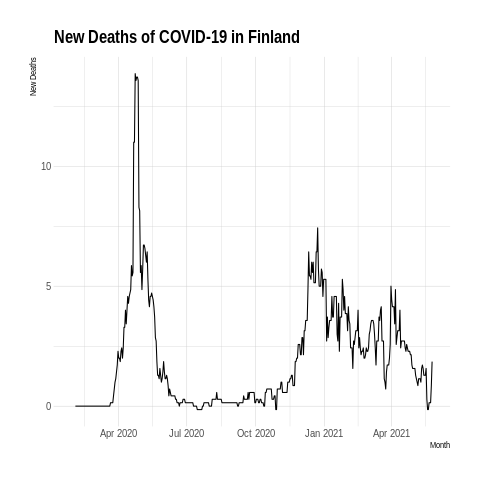 New Deaths of COVID-19 in Finland
New Deaths
10
5
0
Apr 2020
Jul 2020
Oct 2020
Jan 2021
Apr 2021
Month